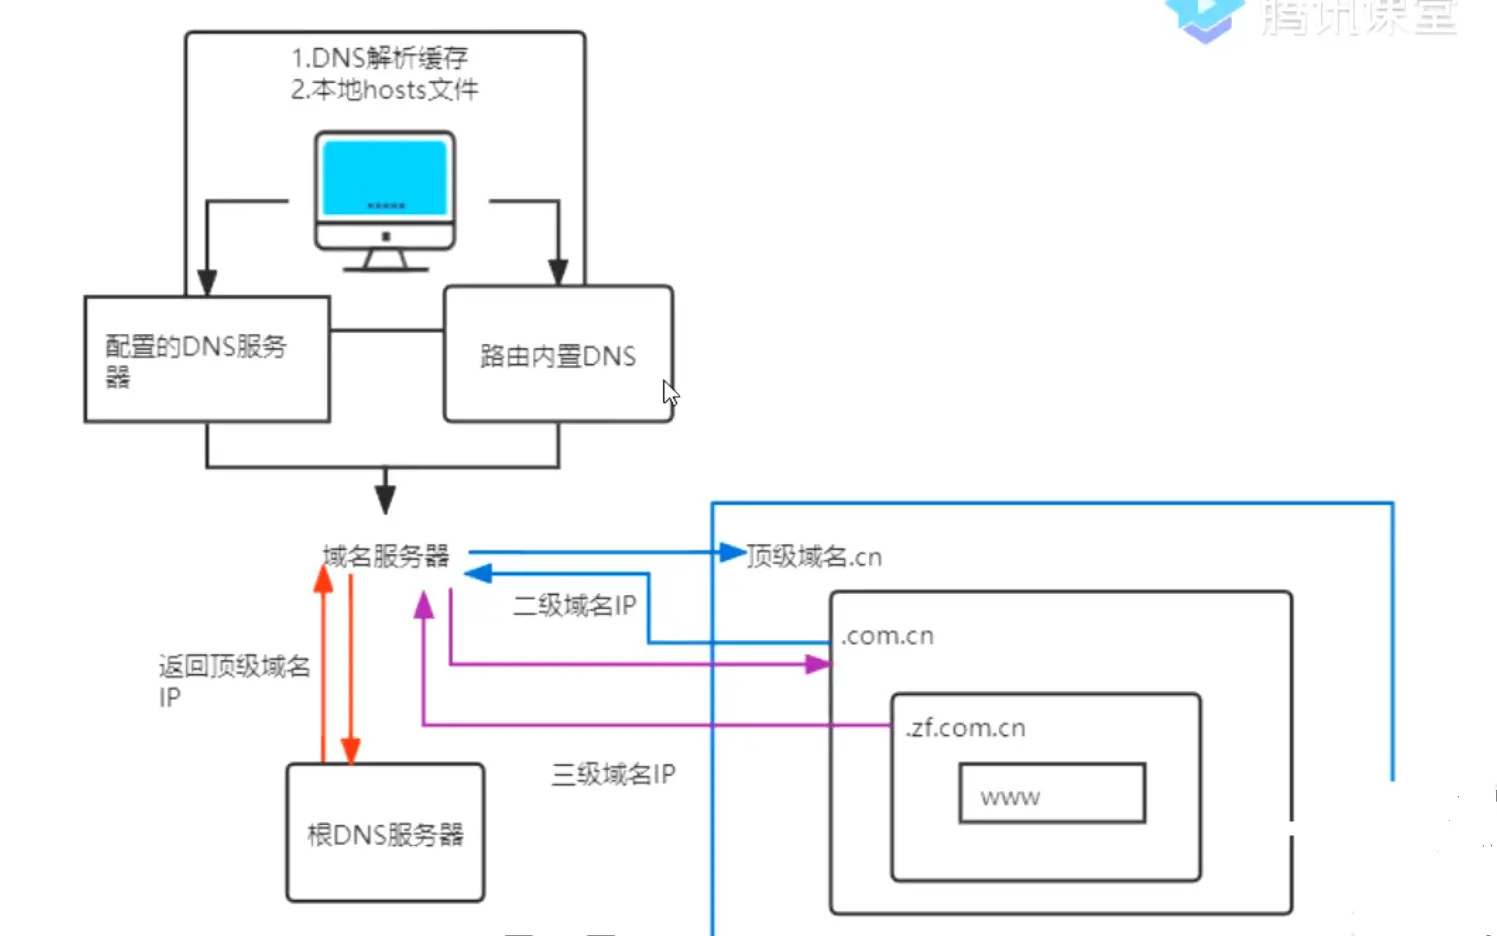 腾讯课堂
1.DNS解析缓存
2.本地hosts文件
配置的DNS服务
器
路由内置DNS
域名服务器
顶级域名.cn
二级域名IP
.com.cn
返回顶级域名
IP
.zf.com.cn
三级域名IP
www
根DNS服务器